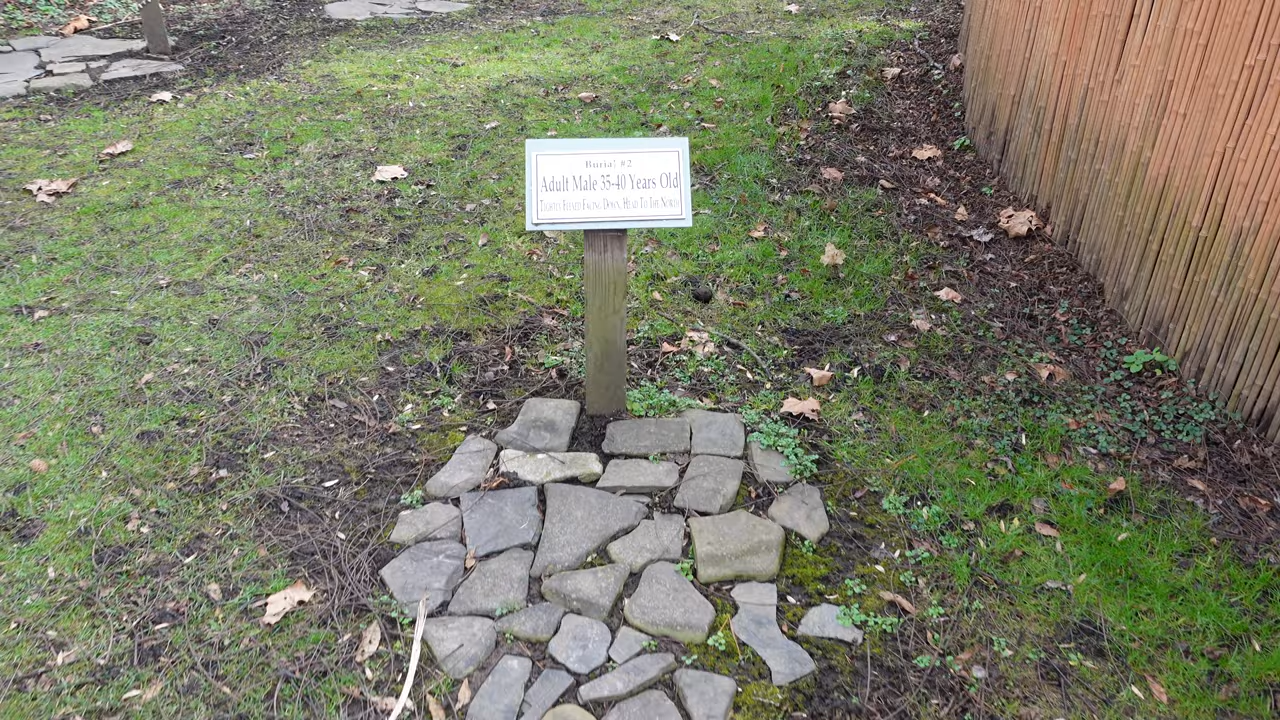 Burial #2
Adult Male 35-40 Years Old
Tightly Flexed Facing Down, Head To The North